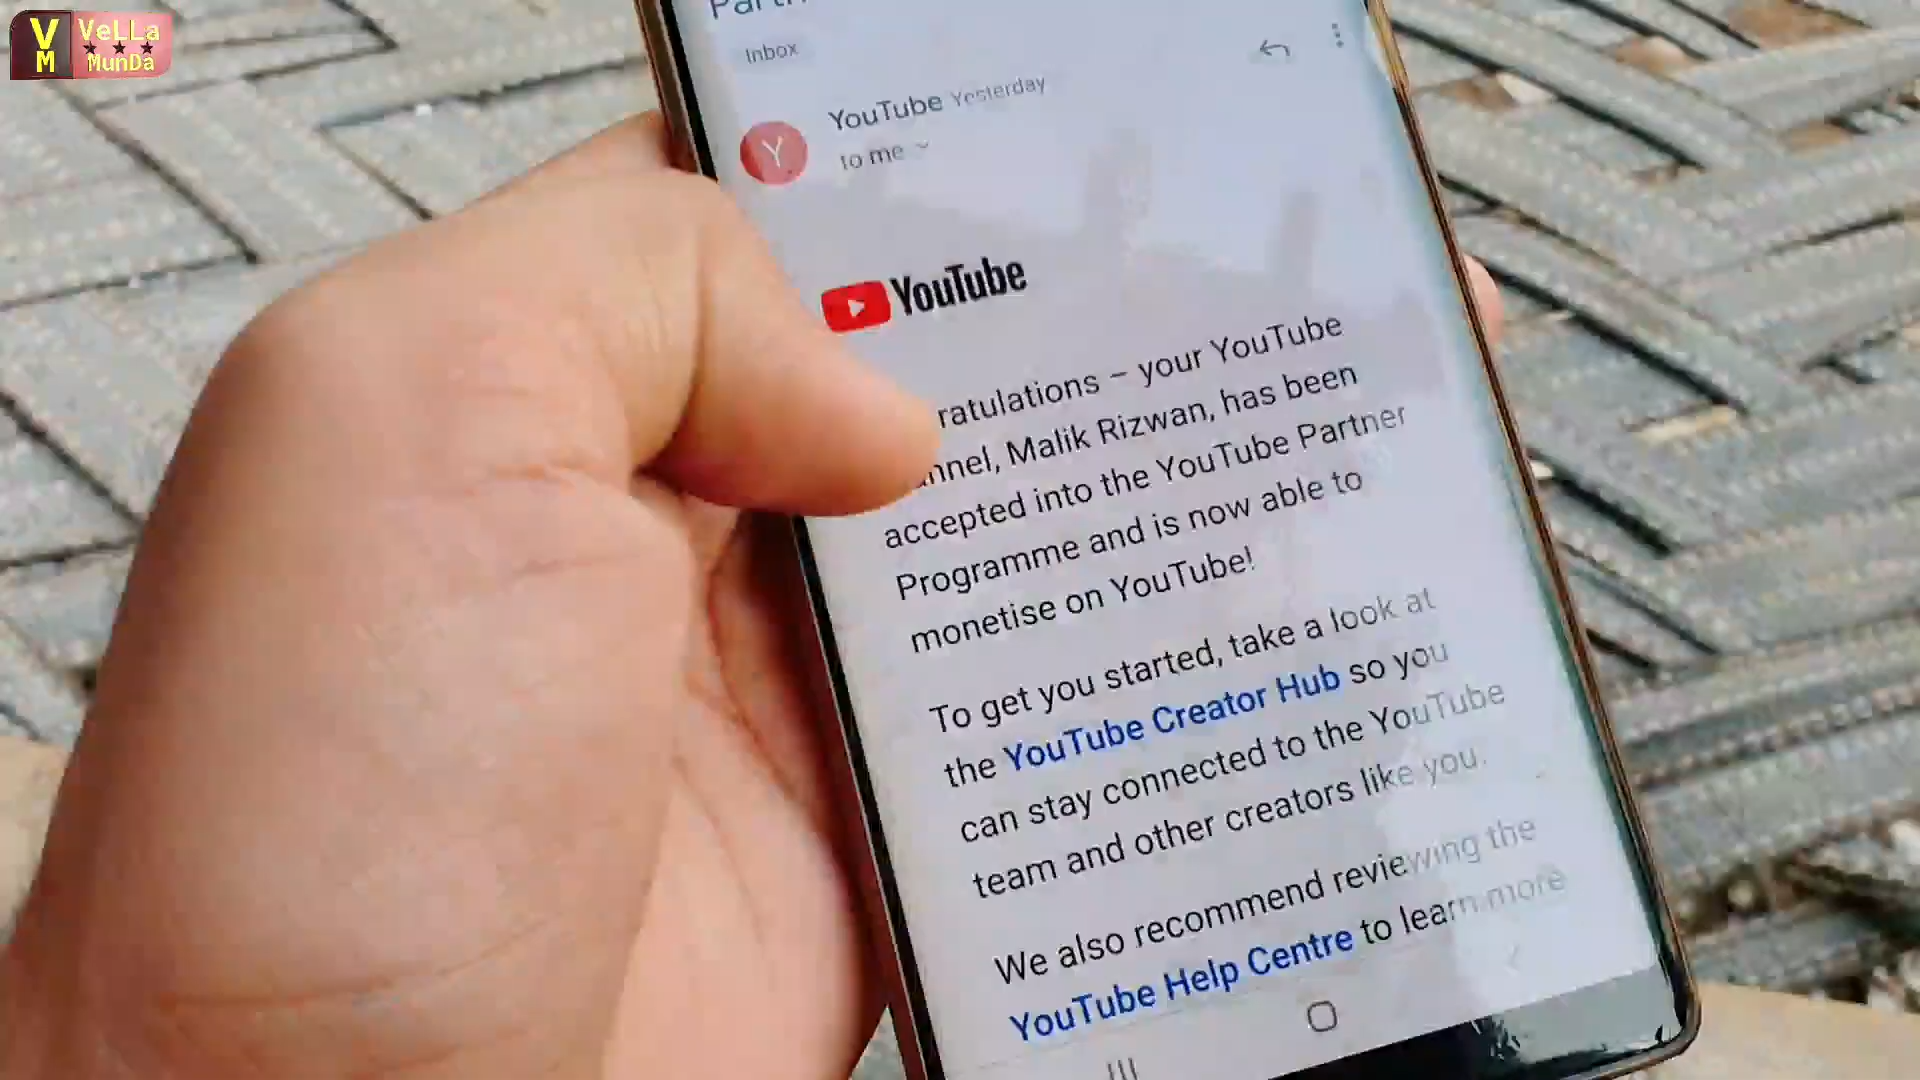 VM
VeLLa
MunDa
Inbox
YouTube Yesterday
to me
Y
YouTube
ratulations – your YouTube
nnel, Malik Rizwan, has been
accepted into the YouTube Partner
Programme and is now able to
monetise on YouTube!
To get you started, take a look at
the YouTube Creator Hub so you
can stay connected to the YouTube
team and other creators like you.
We also recommend reviewing the
YouTube Help Centre to learn more